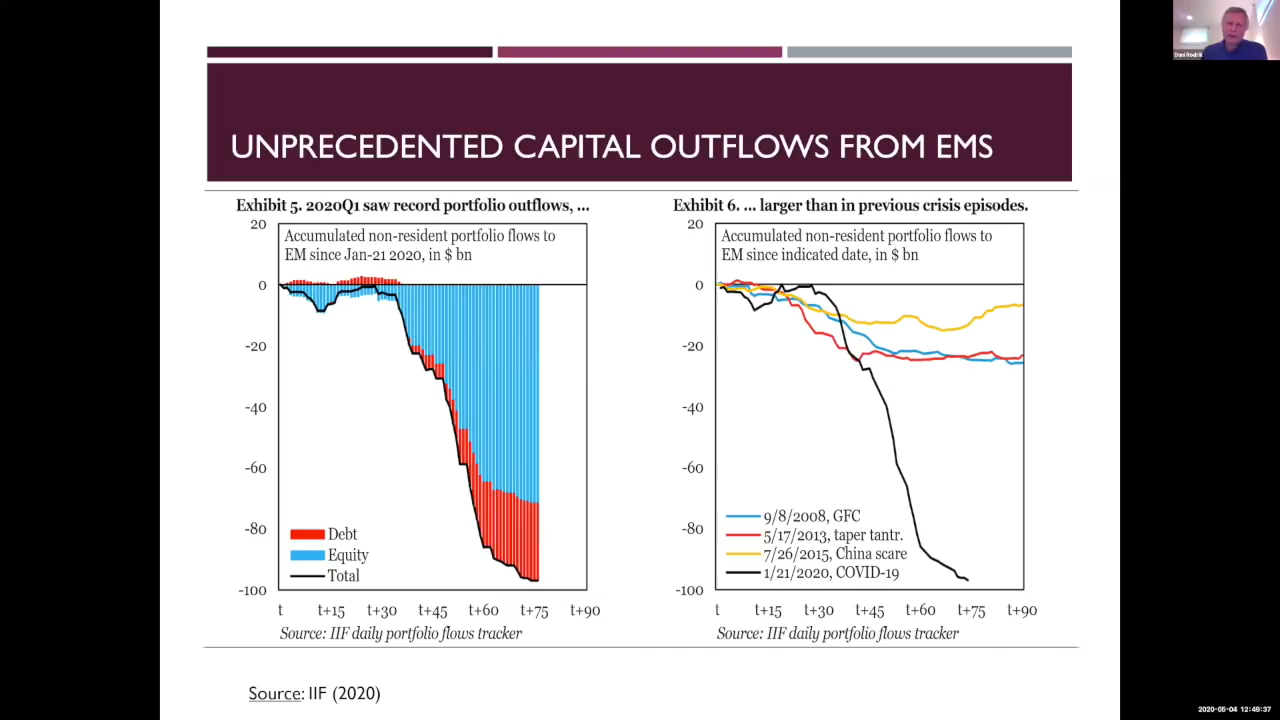 Dani Rodrik
UNPRECEDENTED CAPITAL OUTFLOWS FROM EMS
Exhibit 5. 2020Q1 saw record portfolio outflows, ...
20
0
-20
-40
-60
-80
-100
Accumulated non-resident portfolio flows to
EM since Jan-21 2020, in $ bn
Debt
Equity
Total
t t+15 t+30 t+45 t+60 t+75 t+90
Source: IIF daily portfolio flows tracker
Exhibit 6. ... larger than in previous crisis episodes.
20
0
-20
-40
-60
-80
-100
Accumulated non-resident portfolio flows to
EM since indicated date, in $ bn
9/8/2008, GFC
5/17/2013, taper tantr.
7/26/2015, China scare
1/21/2020, COVID-19
t t+15 t+30 t+45 t+60 t+75 t+90
Source: IIF daily portfolio flows tracker
Source: IIF (2020)
2020-05-04 12:49:37